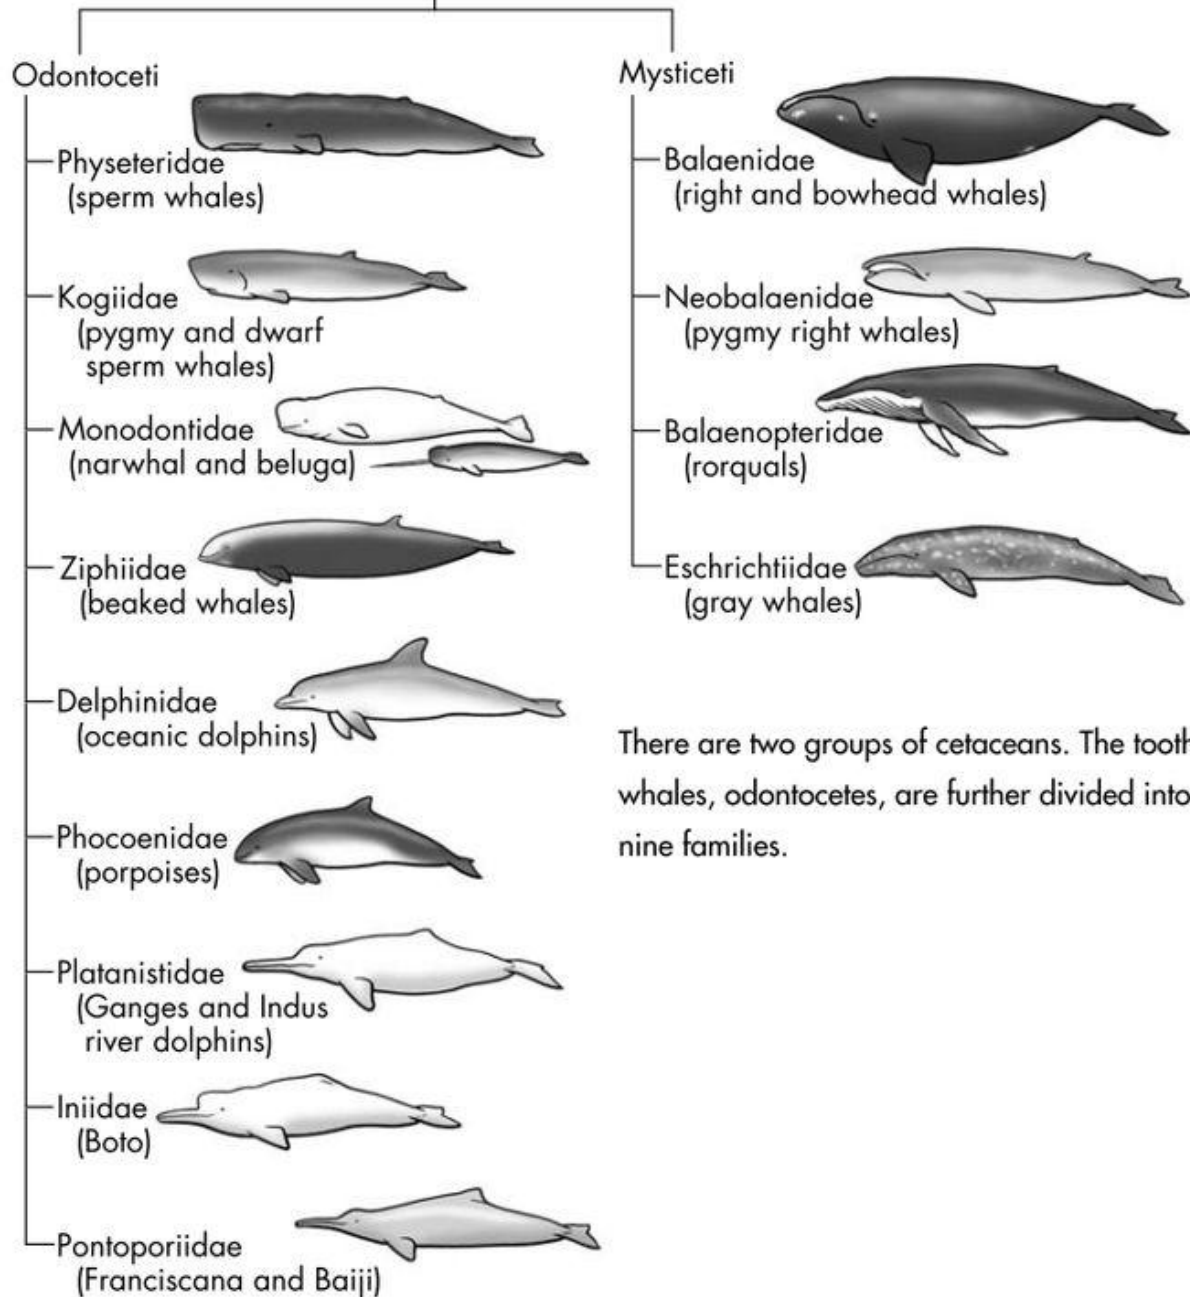 Odontoceti
Physeteridae
(sperm whales)
Kogiidae
(pygmy and dwarf
sperm whales)
Monodontidae
(narwhal and beluga)
Ziphiidae
(beaked whales)
Delphinidae
(oceanic dolphins)
Phocoenidae
(porpoises)
Platanistidae
(Ganges and Indus
river dolphins)
Iniidae
(Boto)
Pontoporiidae
(Franciscana and Baiji)
Mysticeti
Balaenidae
(right and bowhead whales)
Neobalaenidae
(pygmy right whales)
Balaenopteridae
(rorquals)
Eschrichtiidae
(gray whales)
There are two groups of cetaceans. The tooth
whales, odontocetes, are further divided into
nine families.